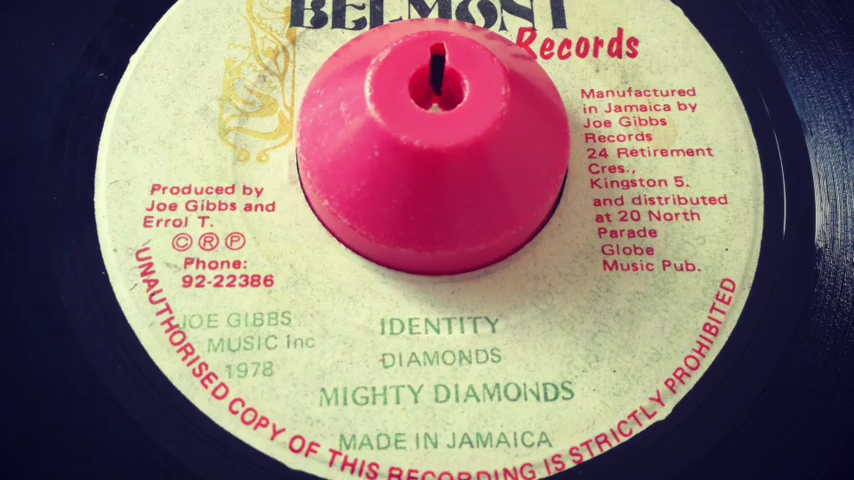 BELMONT
Records
Manufactured
in Jamaica by
Joe Gibbs
Records
24 Retirement
Cres.,
Kingston 5.
and distributed
at 20 North
Parade
Globe
Music Pub.
Produced by
Joe Gibbs and
Errol T.
© Ⓡ Ⓟ
Phone:
92-22386
JOE GIBBS
MUSIC Inc
1978
IDENTITY
DIAMONDS
MIGHTY DIAMONDS
MADE IN JAMAICA
UNAUTHORISED COPY OF THIS RECORDING IS STRICTLY PROHIBITED